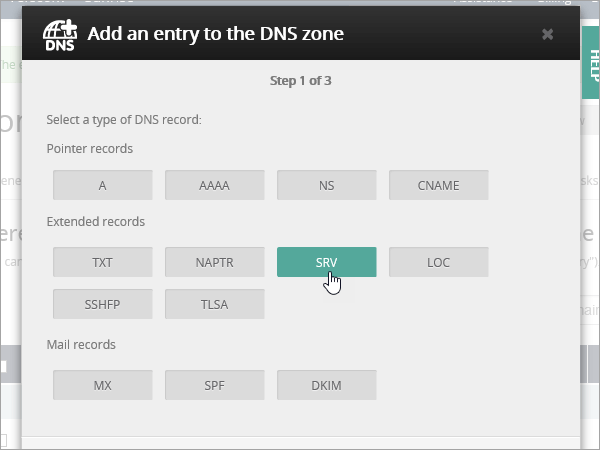 DNS
Add an entry to the DNS zone
HELP
Step 1 of 3
Select a type of DNS record:
Pointer records
A AAAA NS CNAME
Extended records
TXT NAPTR SRV LOC
SSHFP TLSA
Mail records
MX SPF DKIM